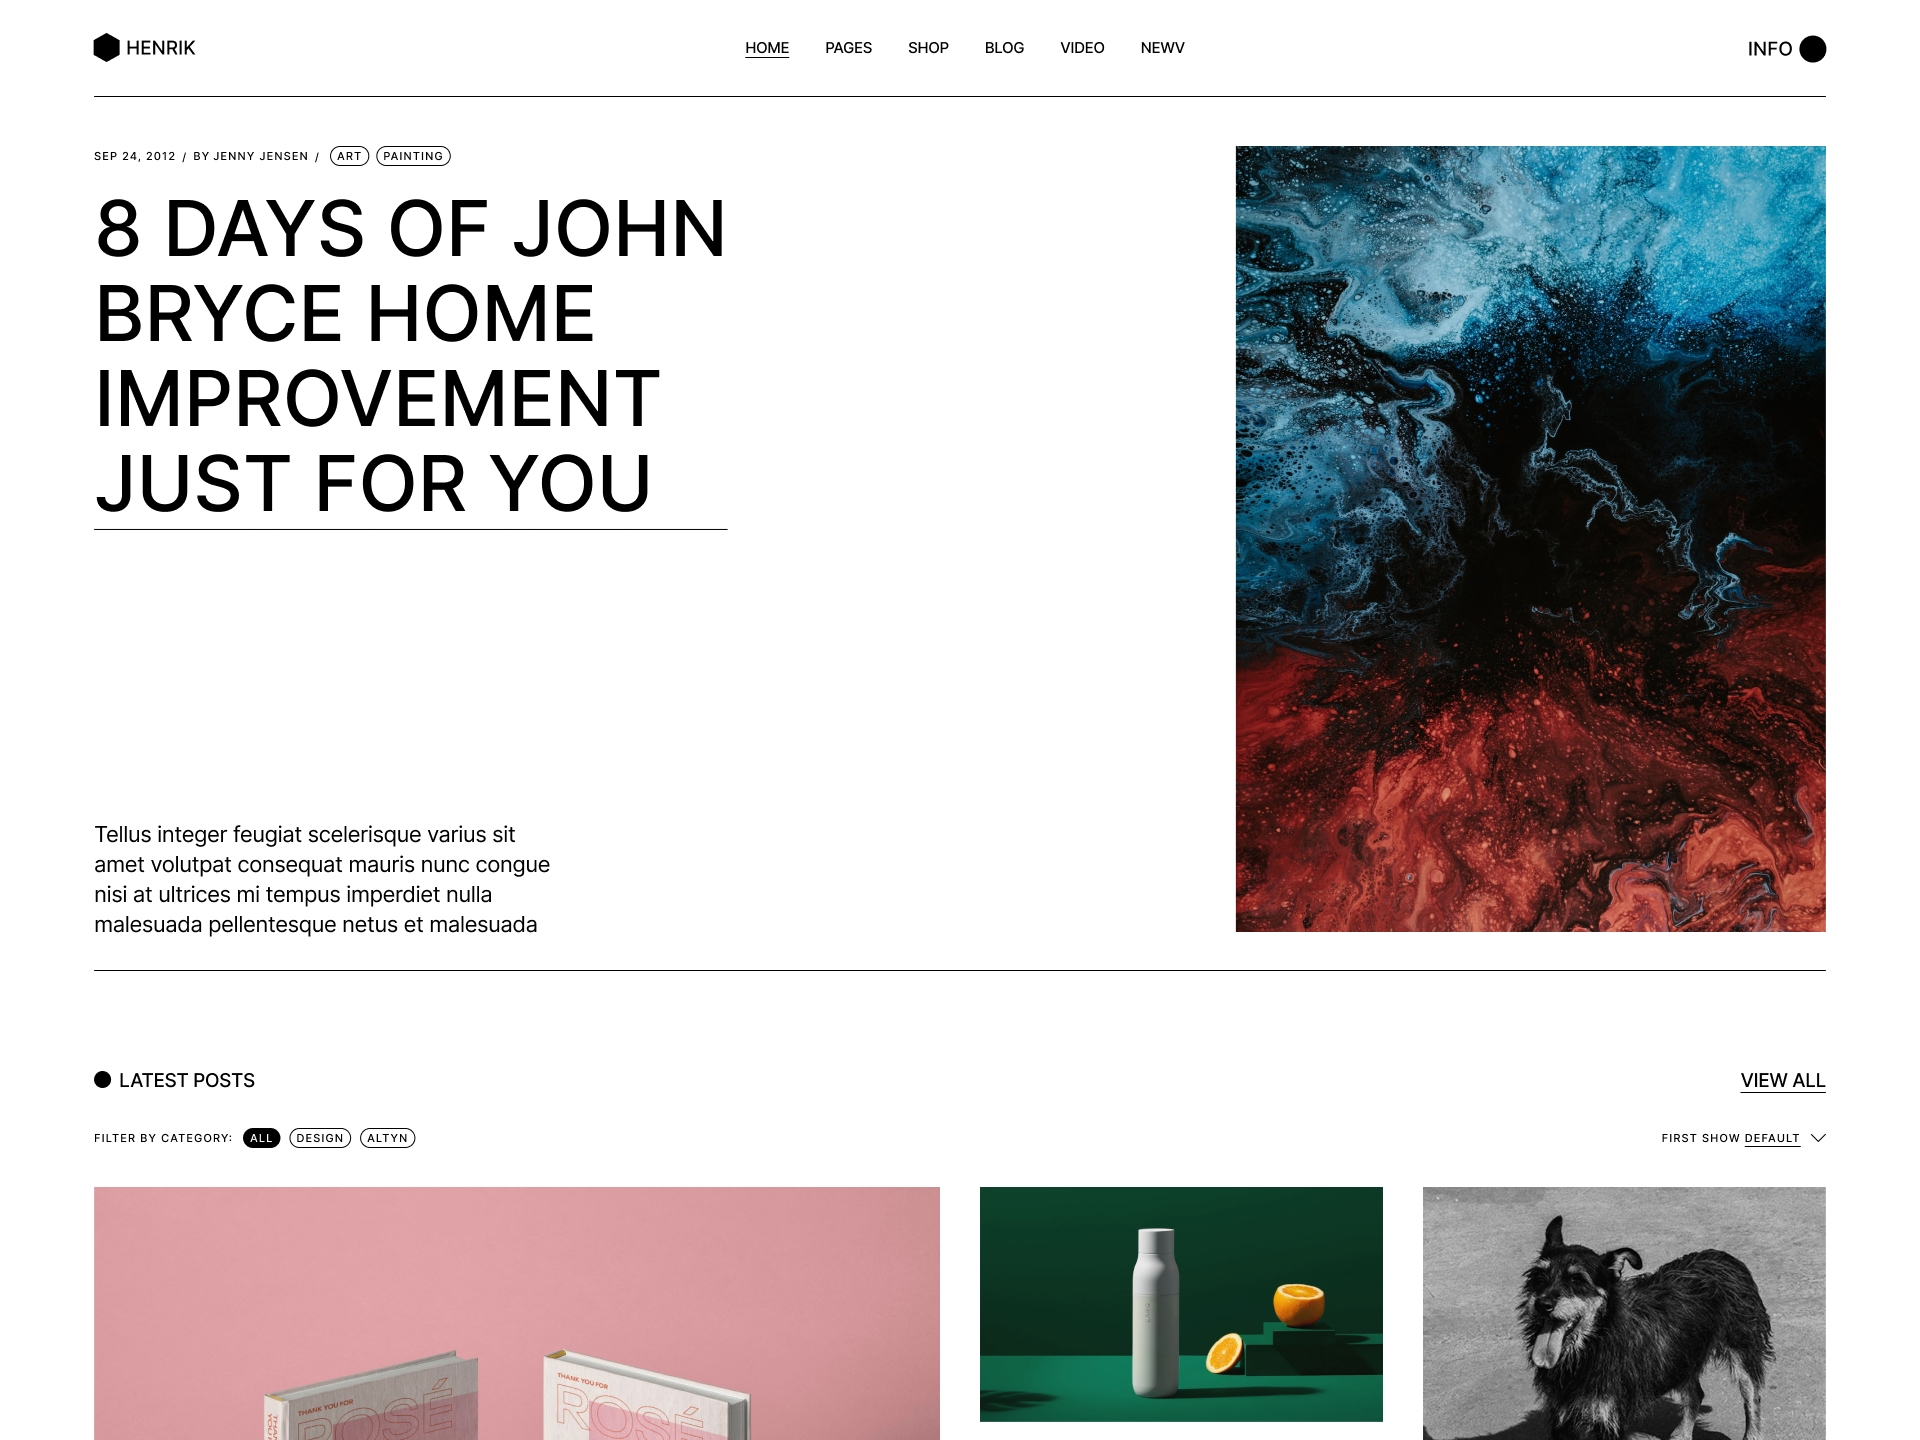 HENRIK
HOME PAGES SHOP BLOG VIDEO NEWV
INFO
SEP 24, 2012 / BY JENNY JENSEN / ART PAINTING
8 DAYS OF JOHN
BRYCE HOME
IMPROVEMENT
JUST FOR YOU
Tellus integer feugiat scelerisque varius sit
amet volutpat consequat mauris nunc congue
nisi at ultrices mi tempus imperdiet nulla
malesuada pellentesque netus et malesuada
LATEST POSTS
VIEW ALL
FILTER BY CATEGORY: ALL DESIGN ALTYN
FIRST SHOW DEFAULT
THANK YOU FOR
ROSÉ
THANK YOU FOR
ROSÉ